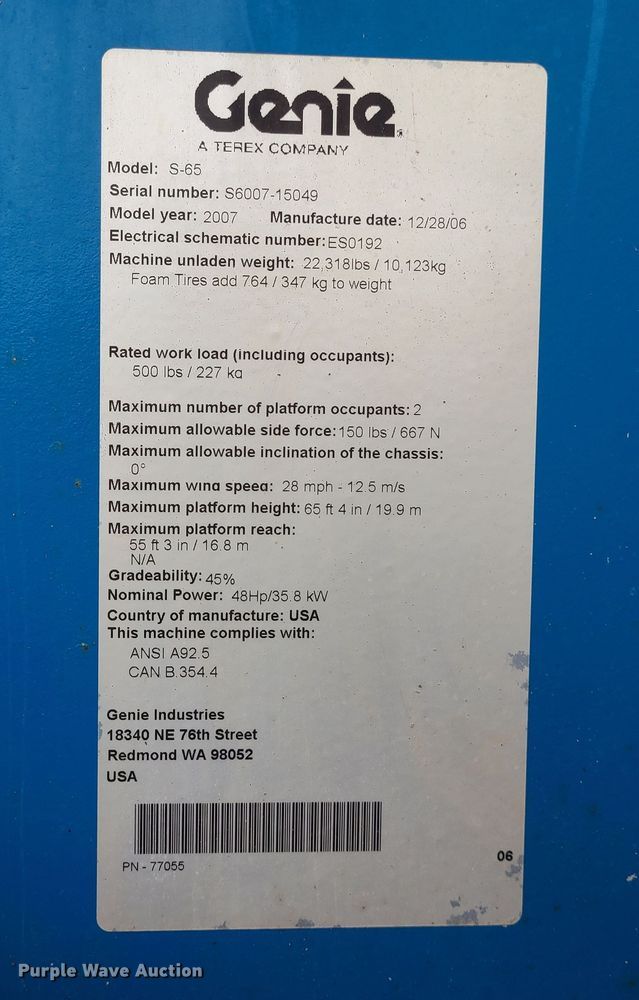 Genie
A TEREX COMPANY
Model: S-65
Serial number: S6007-15049
Model year: 2007 Manufacture date: 12/28/06
Electrical schematic number: ES0192
Machine unladen weight: 22,318lbs / 10,123kg
Foam Tires add 764 / 347 kg to weight
Rated work load (including occupants):
500 lbs / 227 kg
Maximum number of platform occupants: 2
Maximum allowable side force: 150 lbs / 667 N
Maximum allowable inclination of the chassis:
0°
Maximum wind speed: 28 mph - 12.5 m/s
Maximum platform height: 65 ft 4 in / 19.9 m
Maximum platform reach:
55 ft 3 in / 16.8 m
N/A
Gradeability: 45%
Nominal Power: 48Hp/35.8 kW
Country of manufacture: USA
This machine complies with:
ANSI A92.5
CAN B.354.4
Genie Industries
18340 NE 76th Street
Redmond WA 98052
USA
PN - 77055
06
Purple Wave Auction